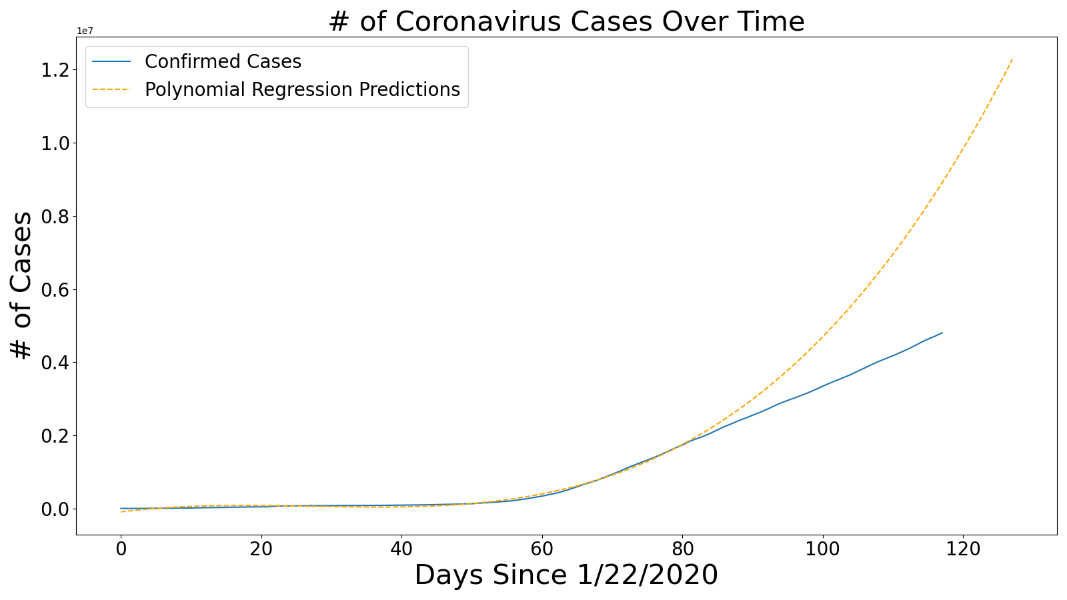 # of Coronavirus Cases Over Time
1e7
Confirmed Cases
Polynomial Regression Predictions
1.2
1.0
0.8
0.6
0.4
0.2
0.0
# of Cases
0 20 40 60 80 100 120
Days Since 1/22/2020